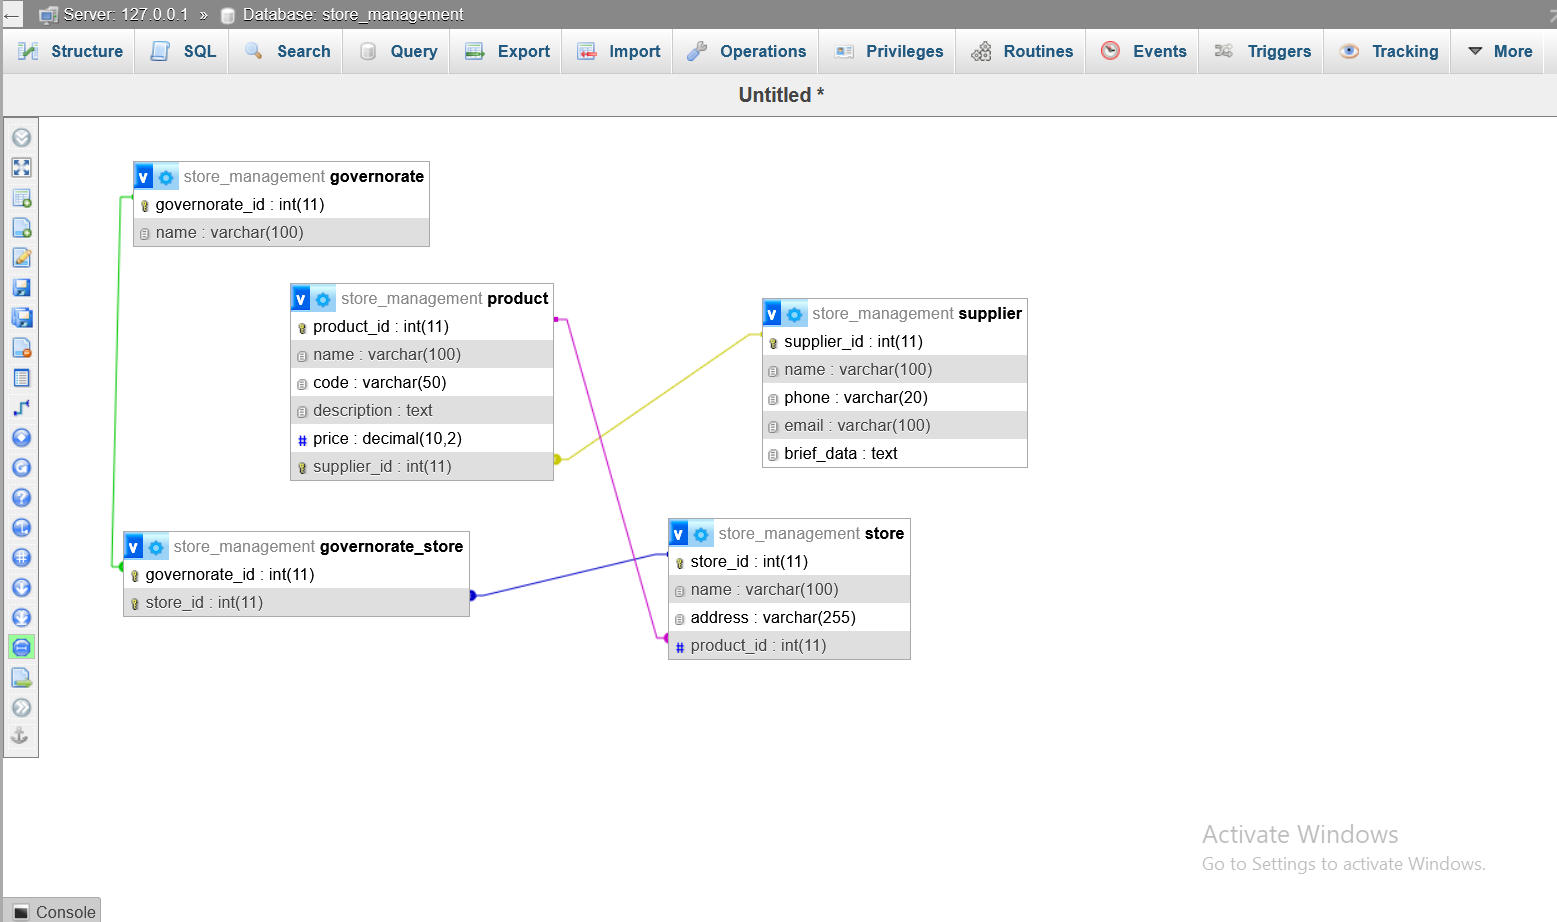 ← Server: 127.0.0.1 » Database: store_management
Structure SQL Search Query Export Import Operations Privileges Routines Events Triggers Tracking More
Untitled *
v store_management governorate
governorate_id : int(11)
name : varchar(100)
v store_management product
product_id : int(11)
name : varchar(100)
code : varchar(50)
description : text
# price : decimal(10,2)
supplier_id : int(11)
v store_management supplier
supplier_id : int(11)
name : varchar(100)
phone : varchar(20)
email : varchar(100)
brief_data : text
v store_management governorate_store
governorate_id : int(11)
store_id : int(11)
v store_management store
store_id : int(11)
name : varchar(100)
address : varchar(255)
# product_id : int(11)
Activate Windows
Go to Settings to activate Windows.
Console